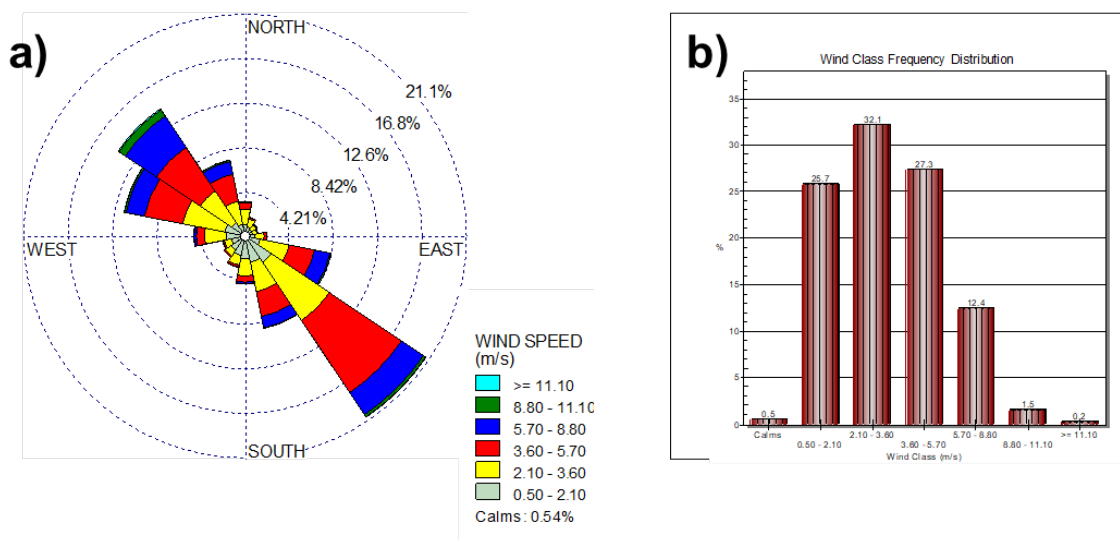 a)
NORTH
21.1%
16.8%
12.6%
8.42%
4.21%
WEST
EAST
SOUTH
WIND SPEED
(m/s)
>= 11.10
8.80 - 11.10
5.70 - 8.80
3.60 - 5.70
2.10 - 3.60
0.50 - 2.10
Calms: 0.54%
b)
Wind Class Frequency Distribution
35
30
25
20
15
10
5
0
%
0.5
25.7
32.1
27.3
12.4
1.5
0.2
Calms
0.50 - 2.10
2.10 - 3.60
3.60 - 5.70
5.70 - 8.80
8.80 - 11.10
>= 11.10
Wind Class (m/s)